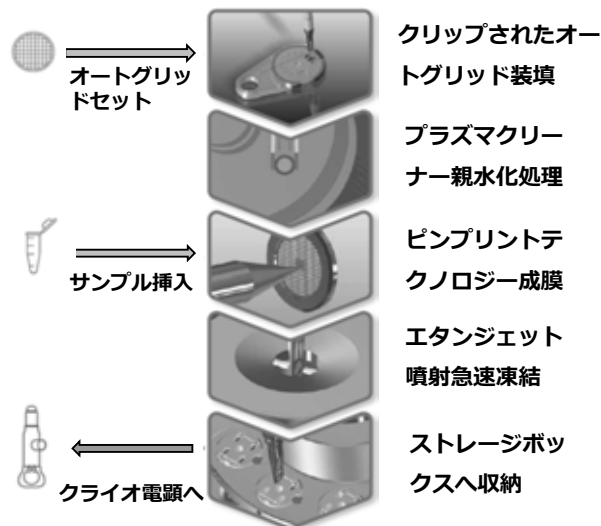 クリップされたオー
トグリッド装填
オートグリッ
ドセット
プラズマクリー
ナー親水化処理
ピンプリントテ
クノロジー成膜
サンプル挿入
エタンジェット
噴射急速凍結
ストレージボッ
クスへ収納
クライオ電顕へ